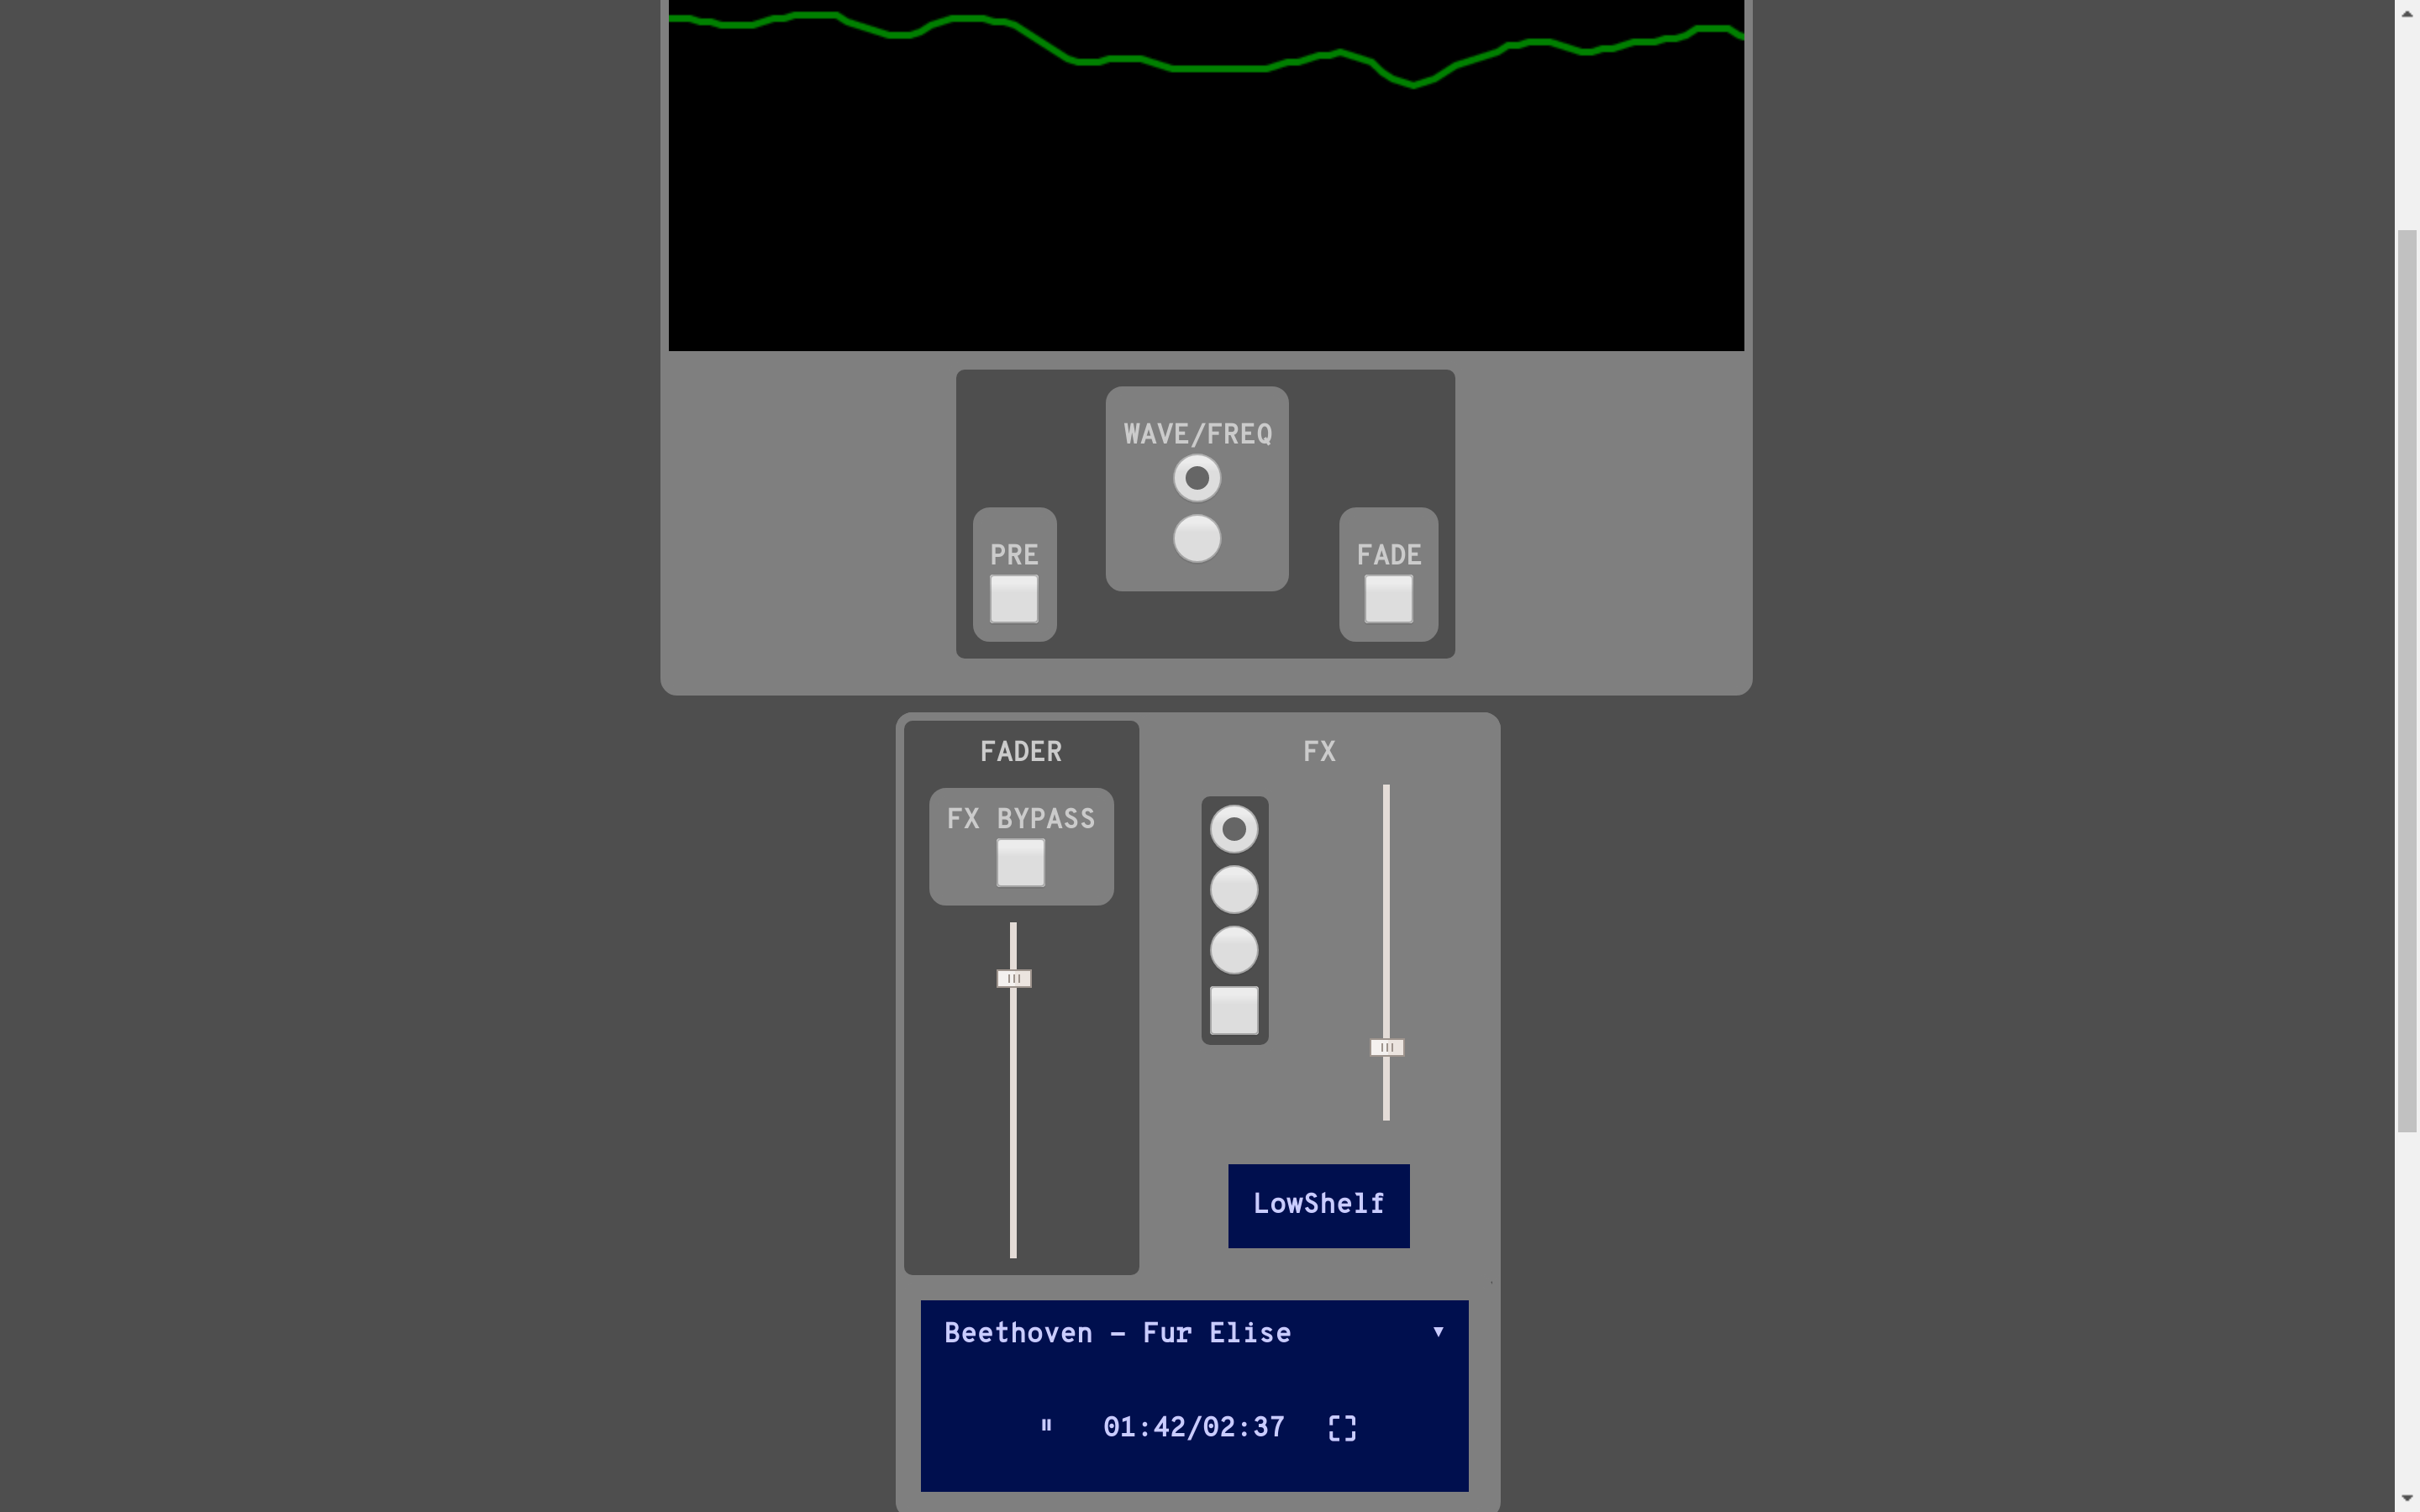 WAVE/FREQ
PRE
FADE
FADER
FX
FX BYPASS
LowShelf
Beethoven – Fur Elise ▼
⏸ 01:42/02:37